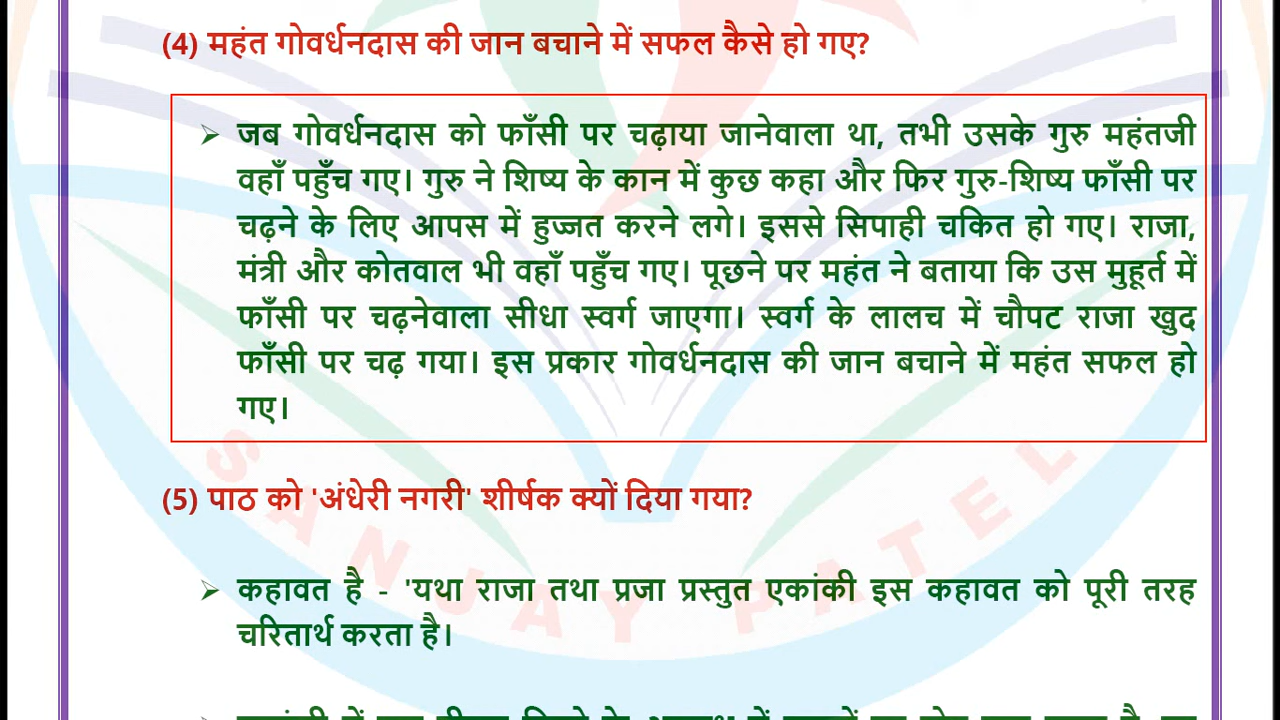 (4) महंत गोवर्धनदास की जान बचाने में सफल कैसे हो गए?
➢ जब गोवर्धनदास को फाँसी पर चढ़ाया जानेवाला था, तभी उसके गुरु महंतजी
वहाँ पहुँच गए। गुरु ने शिष्य के कान में कुछ कहा और फिर गुरु-शिष्य फाँसी पर
चढ़ने के लिए आपस में हुज्जत करने लगे। इससे सिपाही चकित हो गए। राजा,
मंत्री और कोतवाल भी वहाँ पहुँच गए। पूछने पर महंत ने बताया कि उस मुहूर्त में
फाँसी पर चढ़नेवाला सीधा स्वर्ग जाएगा। स्वर्ग के लालच में चौपट राजा खुद
फाँसी पर चढ़ गया। इस प्रकार गोवर्धनदास की जान बचाने में महंत सफल हो
गए।
(5) पाठ को 'अंधेरी नगरी' शीर्षक क्यों दिया गया?
➢ कहावत है - 'यथा राजा तथा प्रजा प्रस्तुत एकांकी इस कहावत को पूरी तरह
चरितार्थ करता है।
SANJAY PATEL